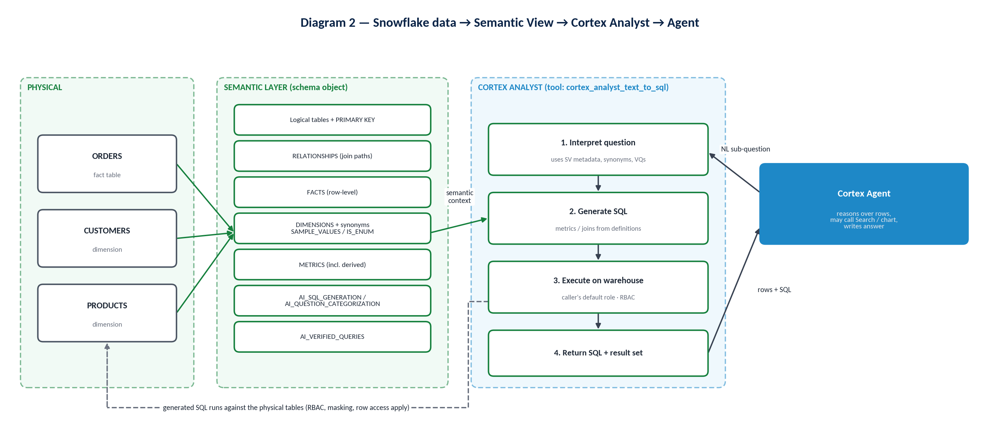 Diagram 2 — Snowflake data → Semantic View → Cortex Analyst → Agent
PHYSICAL
ORDERS
fact table
CUSTOMERS
dimension
PRODUCTS
dimension
SEMANTIC LAYER (schema object)
Logical tables + PRIMARY KEY
RELATIONSHIPS (join paths)
FACTS (row-level)
DIMENSIONS + synonyms
SAMPLE_VALUES / IS_ENUM
METRICS (incl. derived)
AI_SQL_GENERATION /
AI_QUESTION_CATEGORIZATION
AI_VERIFIED_QUERIES
semantic
context
CORTEX ANALYST (tool: cortex_analyst_text_to_sql)
1. Interpret question
uses SV metadata, synonyms, VQs
2. Generate SQL
metrics / joins from definitions
3. Execute on warehouse
caller's default role · RBAC
4. Return SQL + result set
NL sub-question
Cortex Agent
reasons over rows,
may call Search / chart,
writes answer
rows + SQL
generated SQL runs against the physical tables (RBAC, masking, row access apply)